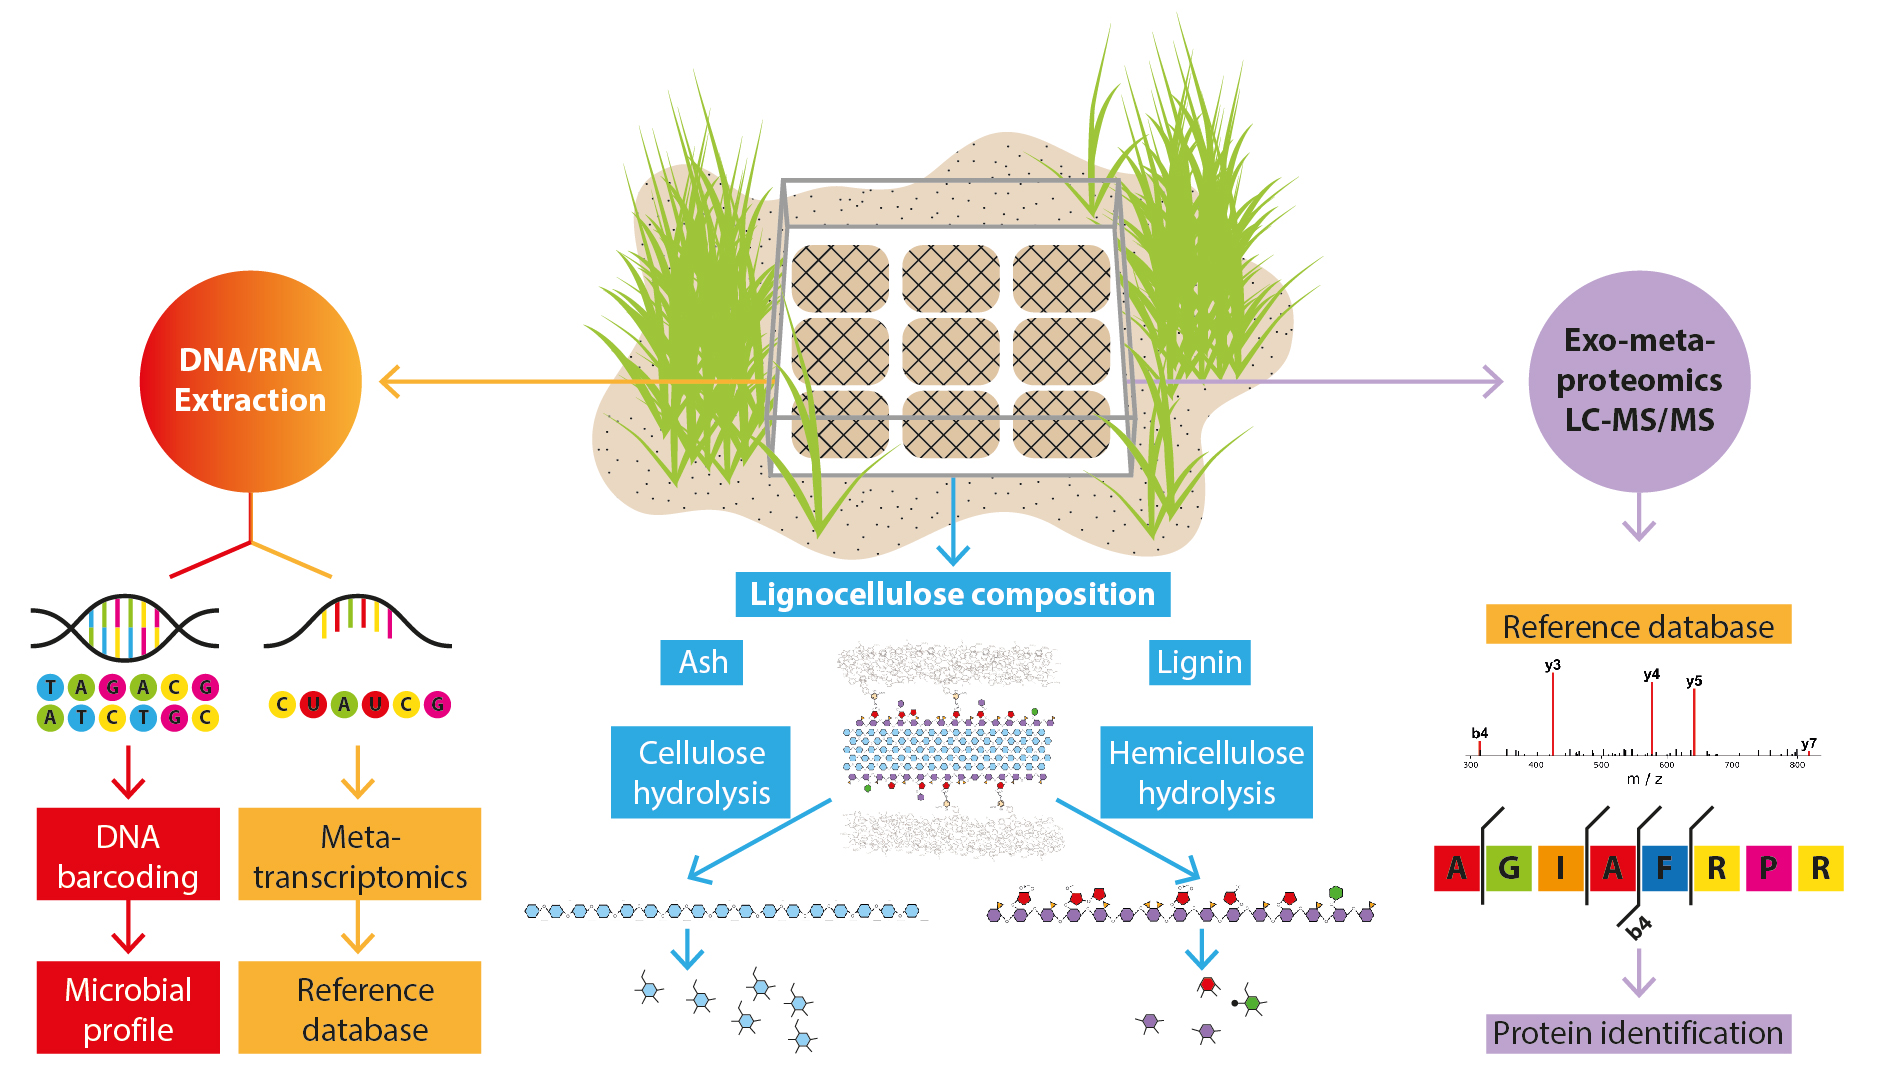 DNA/RNA
Extraction
T A G A C G
A T C T G C
C U A U C G
DNA
barcoding
Meta-
transcriptomics
Microbial
profile
Reference
database
Lignocellulose composition
Ash
Lignin
Cellulose
hydrolysis
Hemicellulose
hydrolysis
Exo-meta-
proteomics
LC-MS/MS
Reference database
y3
y4
y5
b4
y7
300 400 500 600 700 800
m / z
A G I A F R P R
b4
Protein identification